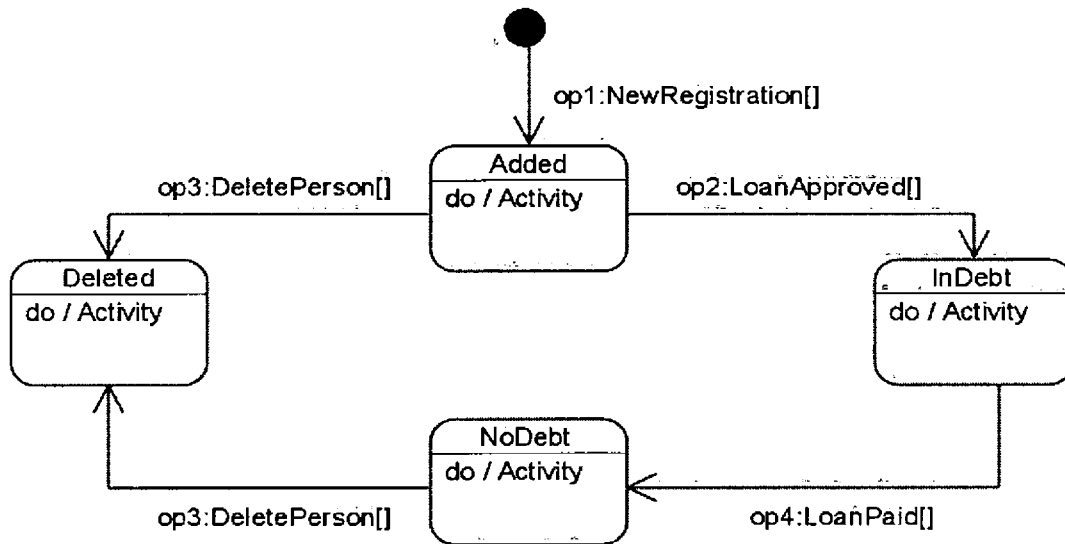 op1:NewRegistration[]
Added
do / Activity
op3:DeletePerson[]
op2:LoanApproved[]
Deleted
do / Activity
InDebt
do / Activity
NoDebt
do / Activity
op3:DeletePerson[]
op4:LoanPaid[]